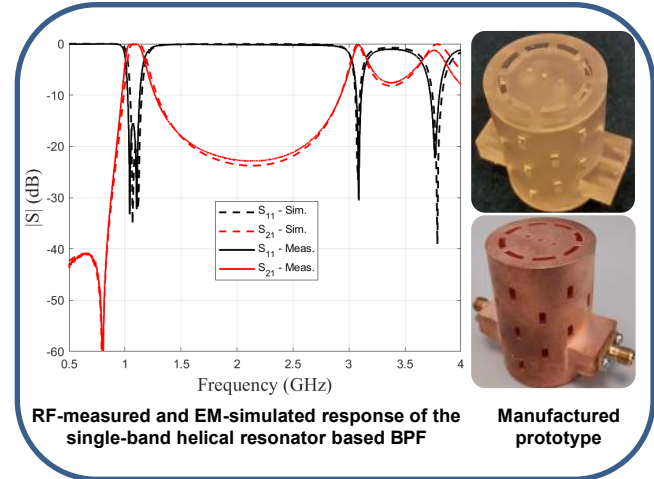 0
-10
-20
-30
-40
-50
-60
|S| (dB)
S11 - Sim.
S21 - Sim.
S11 - Meas.
S21 - Meas.
0.5 1 1.5 2 2.5 3 3.5 4
Frequency (GHz)
RF-measured and EM-simulated response of the
single-band helical resonator based BPF
Manufactured
prototype